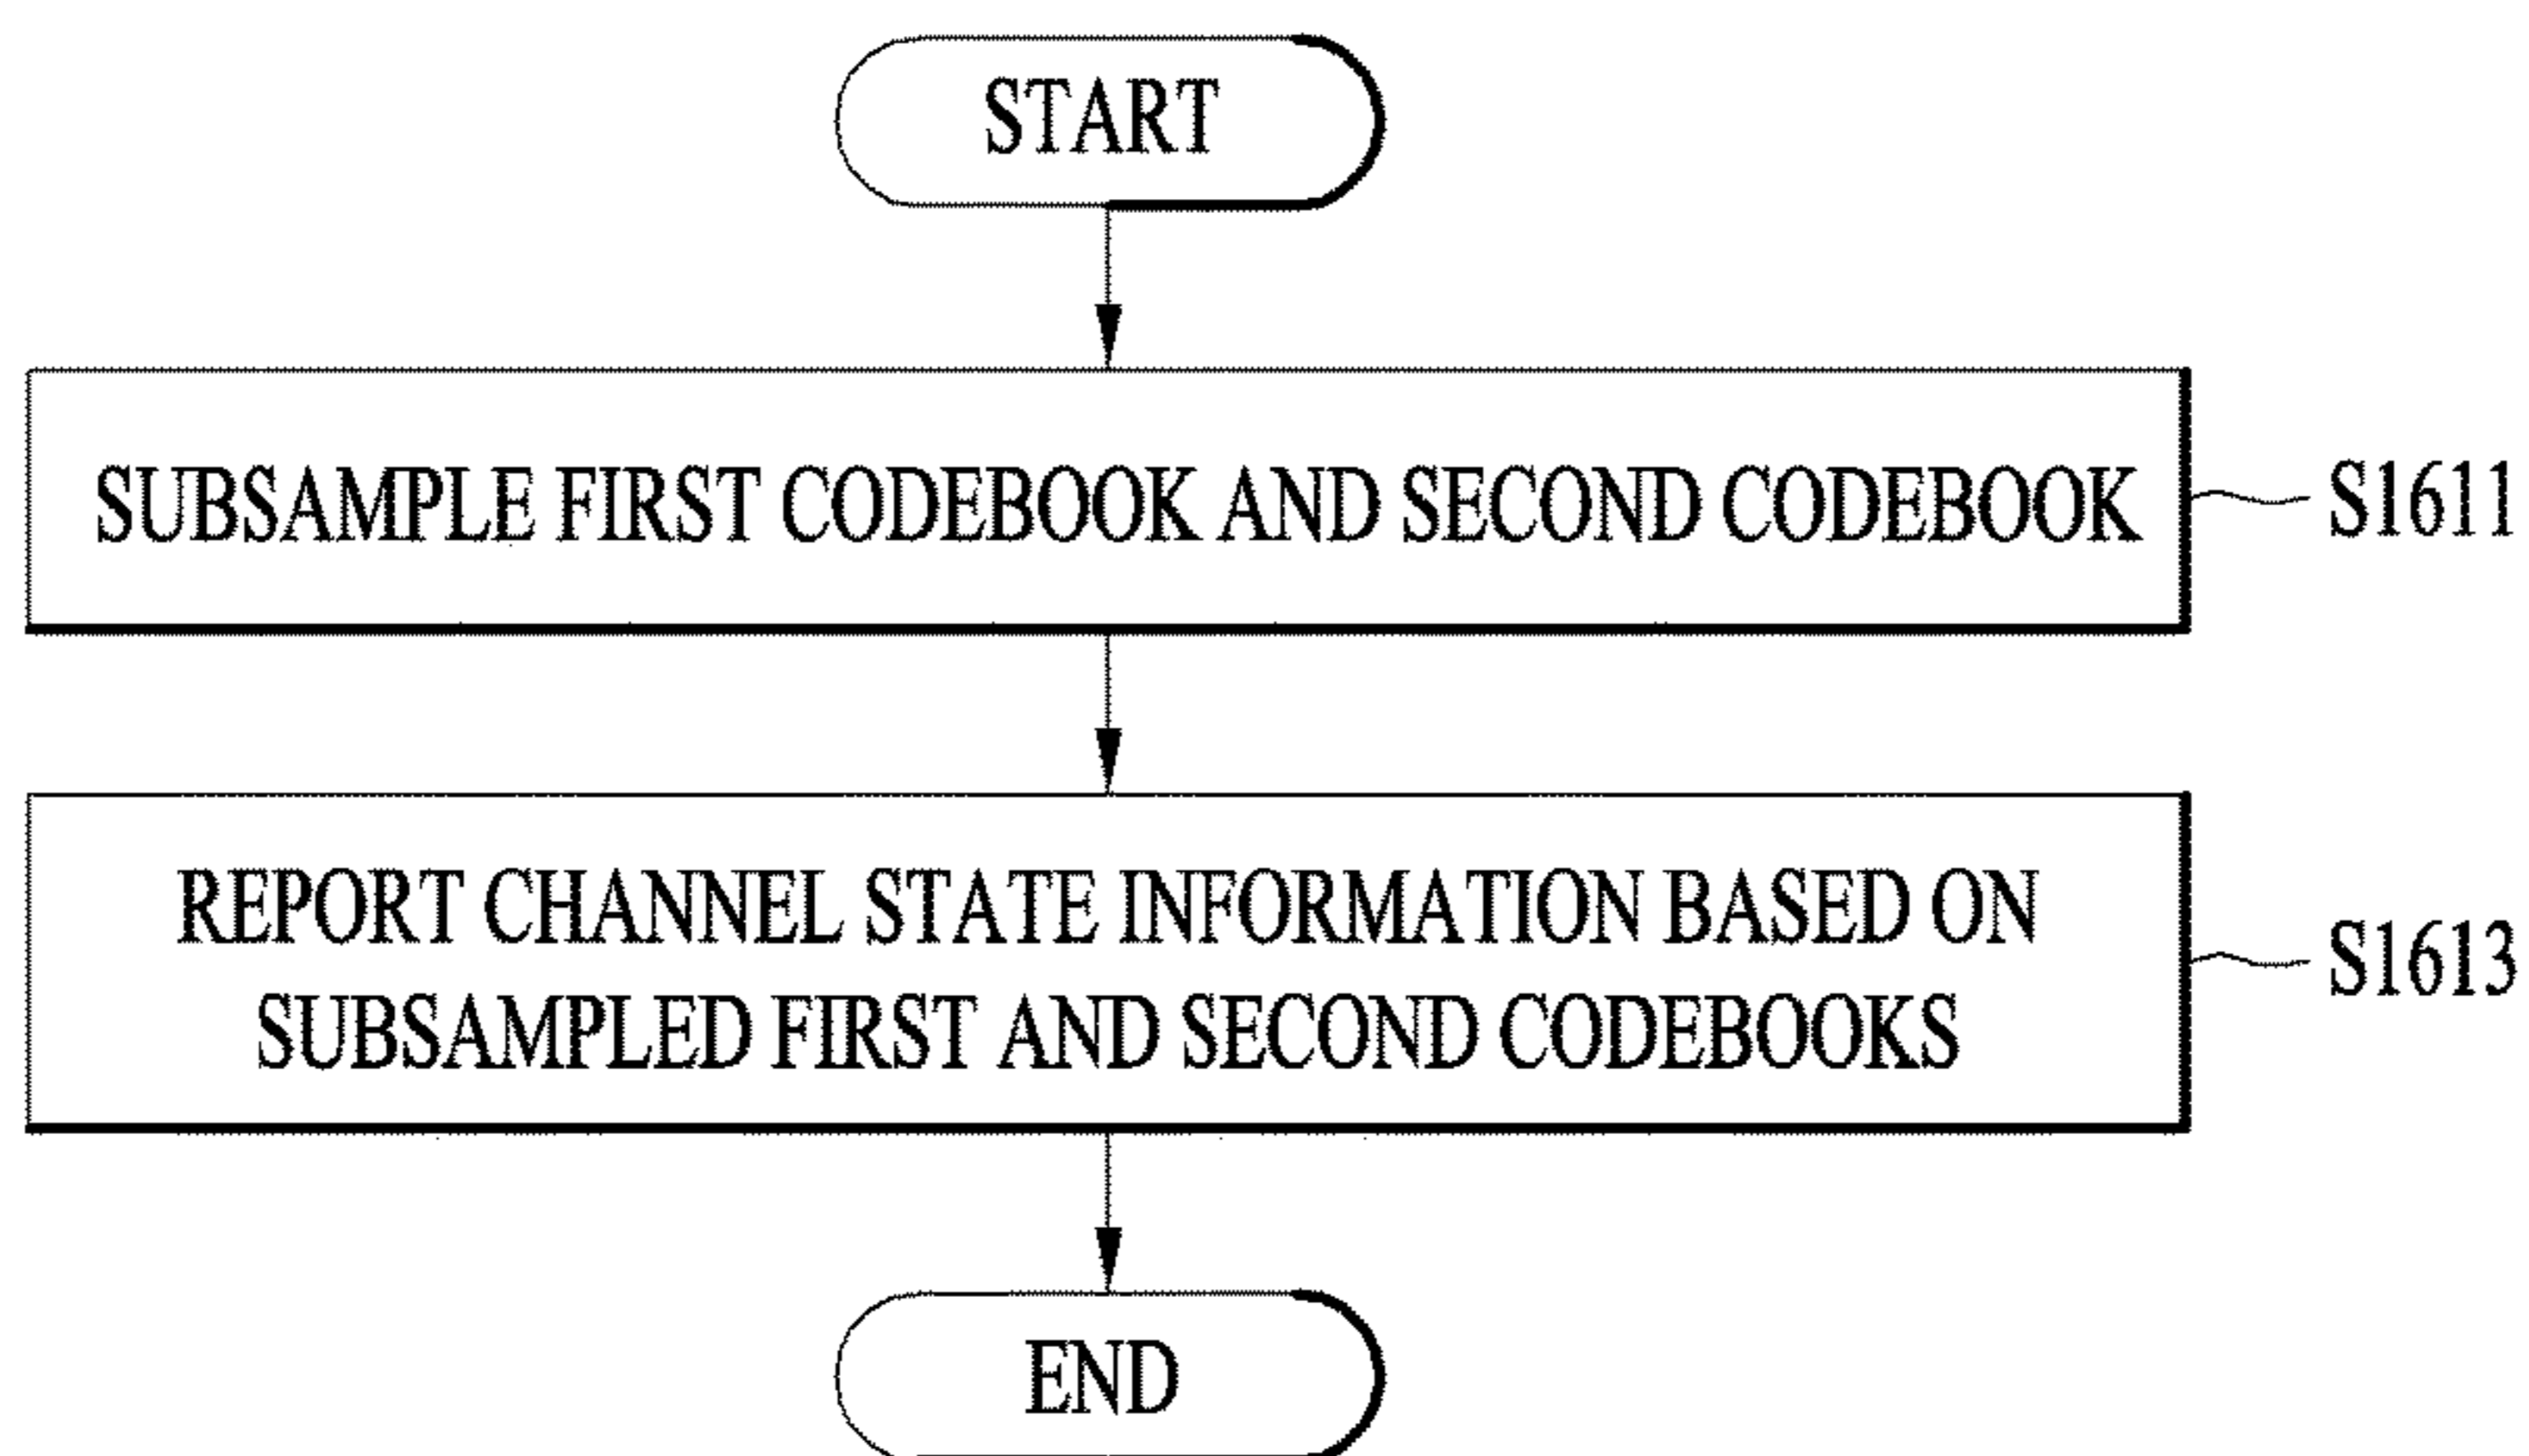 START
SUBSAMPLE FIRST CODEBOOK AND SECOND CODEBOOK
S1611
REPORT CHANNEL STATE INFORMATION BASED ON
SUBSAMPLED FIRST AND SECOND CODEBOOKS
S1613
END